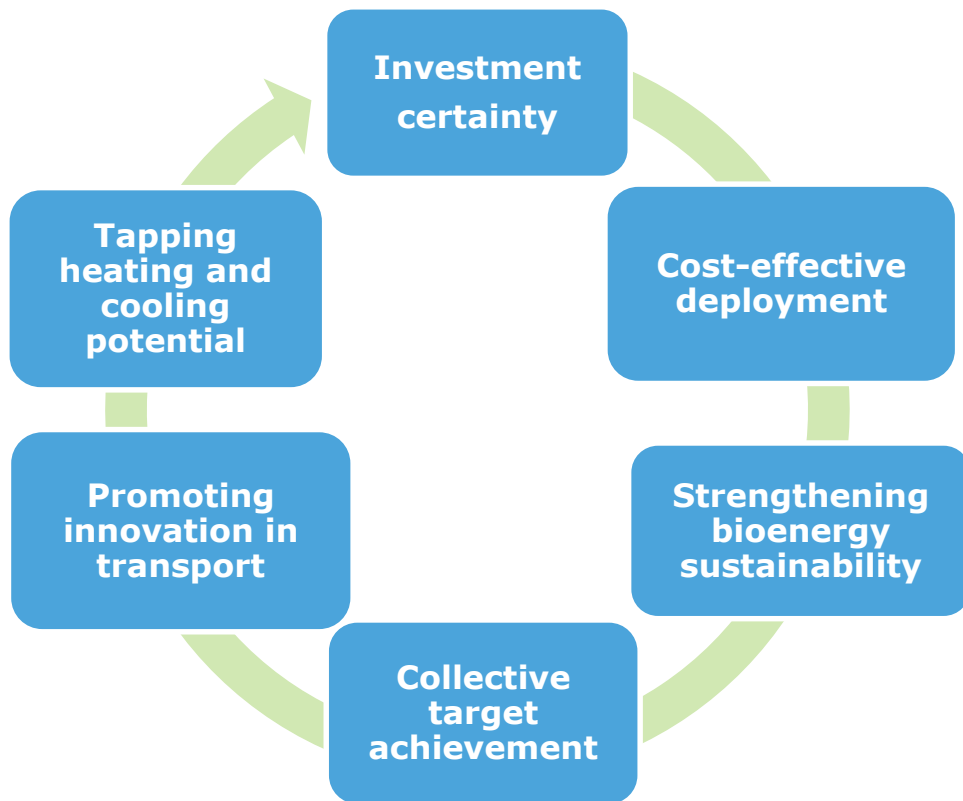 Investment
certainty
Cost-effective
deployment
Strengthening
bioenergy
sustainability
Collective
target
achievement
Promoting
innovation in
transport
Tapping
heating and
cooling
potential